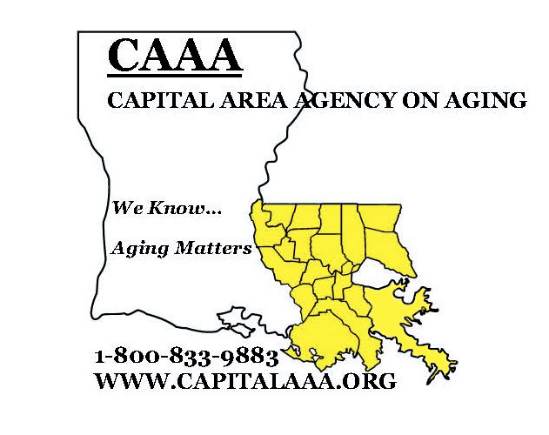 CAAA
CAPITAL AREA AGENCY ON AGING
We Know...
Aging Matters
1-800-833-9883
WWW.CAPITALAAA.ORG